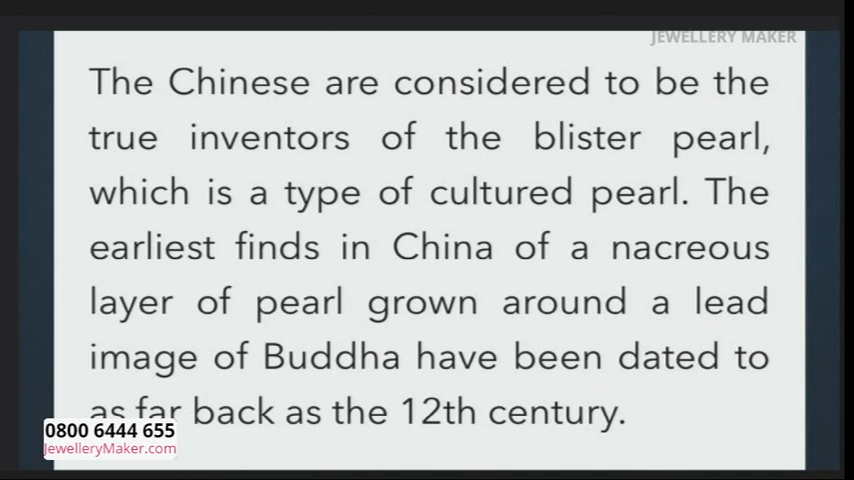 JEWELLERY MAKER
The Chinese are considered to be the
true inventors of the blister pearl,
which is a type of cultured pearl. The
earliest finds in China of a nacreous
layer of pearl grown around a lead
image of Buddha have been dated to
as far back as the 12th century.
0800 6444 655
JewelleryMaker.com